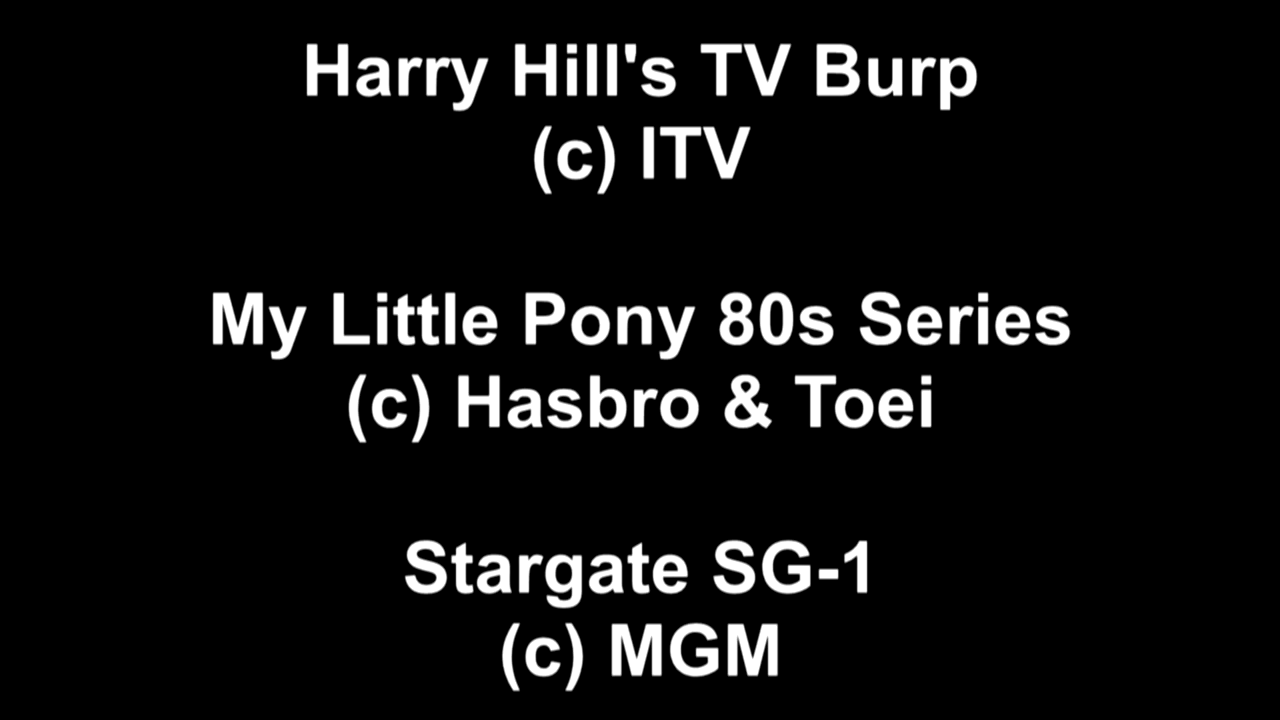 Harry Hill's TV Burp
(c) ITV
My Little Pony 80s Series
(c) Hasbro & Toei
Stargate SG-1
(c) MGM